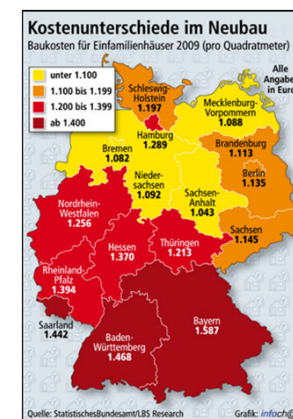 Kostenunterschiede im Neubau
Baukosten für Einfamilienhäuser 2009 (pro Quadratmeter)
unter 1.100
1.100 bis 1.199
1.200 bis 1.399
ab 1.400
Alle
Angaben
in Euro
Schleswig-
Holstein
1.197
Mecklenburg-
Vorpommern
1.088
Hamburg
1.289
Bremen
1.082
Brandenburg
1.113
Berlin
1.135
Nieder-
sachsen
1.092
Sachsen-
Anhalt
1.043
Nordrhein-
Westfalen
1.256
Sachsen
1.145
Hessen
1.370
Thüringen
1.213
Rheinland-
Pfalz
1.394
Saarland
1.442
Bayern
1.587
Baden-
Württemberg
1.468
Quelle: StatistischesBundesamt/LBS Research
Grafik: infoch@